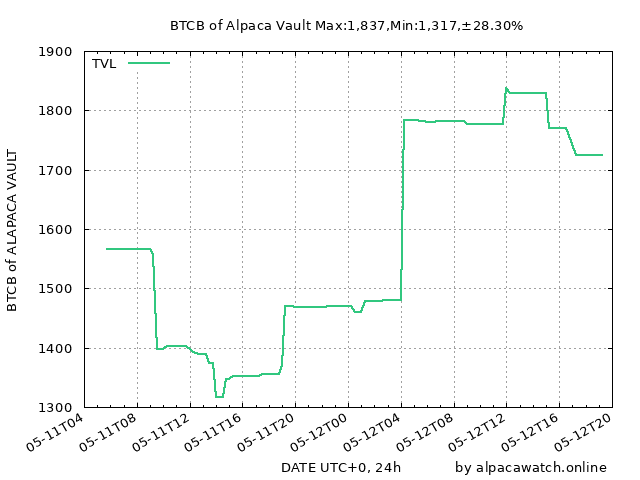 BTCB of Alpaca Vault Max:1,837,Min:1,317,±28.30%
TVL
BTCB of ALAPACA VAULT
1900
1800
1700
1600
1500
1400
1300
05-11T04
05-11T08
05-11T12
05-11T16
05-11T20
05-12T00
05-12T04
05-12T08
05-12T12
05-12T16
05-12T20
DATE UTC+0, 24h
by alpacawatch.online